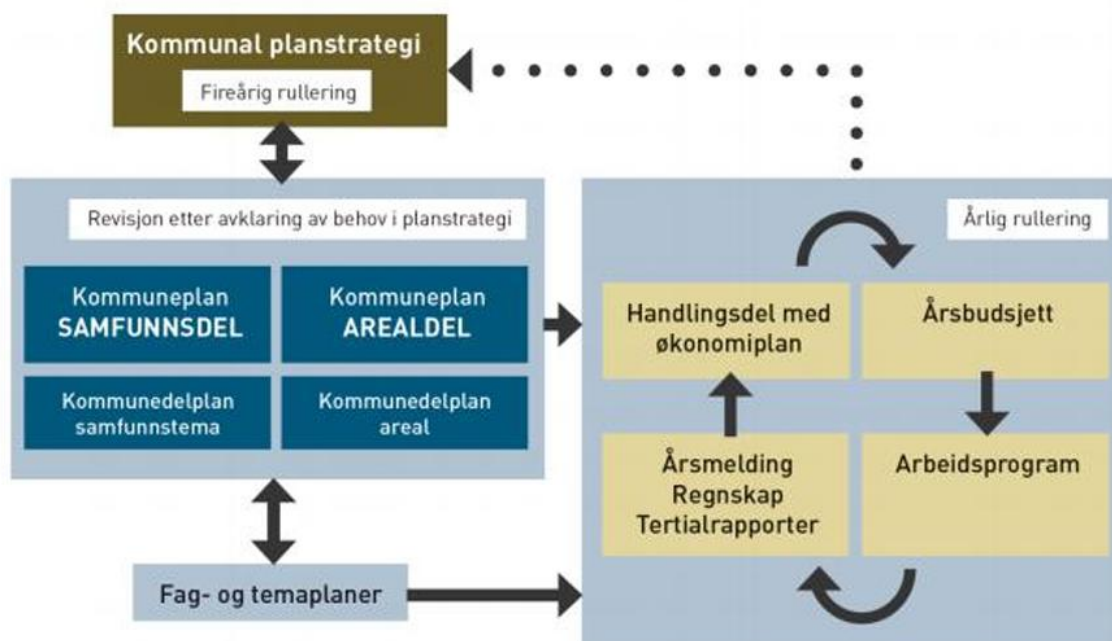 Kommunal planstrategi
Fireårig rullering
Revisjon etter avklaring av behov i planstrategi
Kommuneplan
SAMFUNNSDEL
Kommuneplan
AREALDEL
Kommunedelplan
samfunnstema
Kommunedelplan
areal
Fag- og temaplaner
Årlig rullering
Handlingsdel med
økonomiplan
Årsbudsjett
Årsmelding
Regnskap
Tertialrapporter
Arbeidsprogram